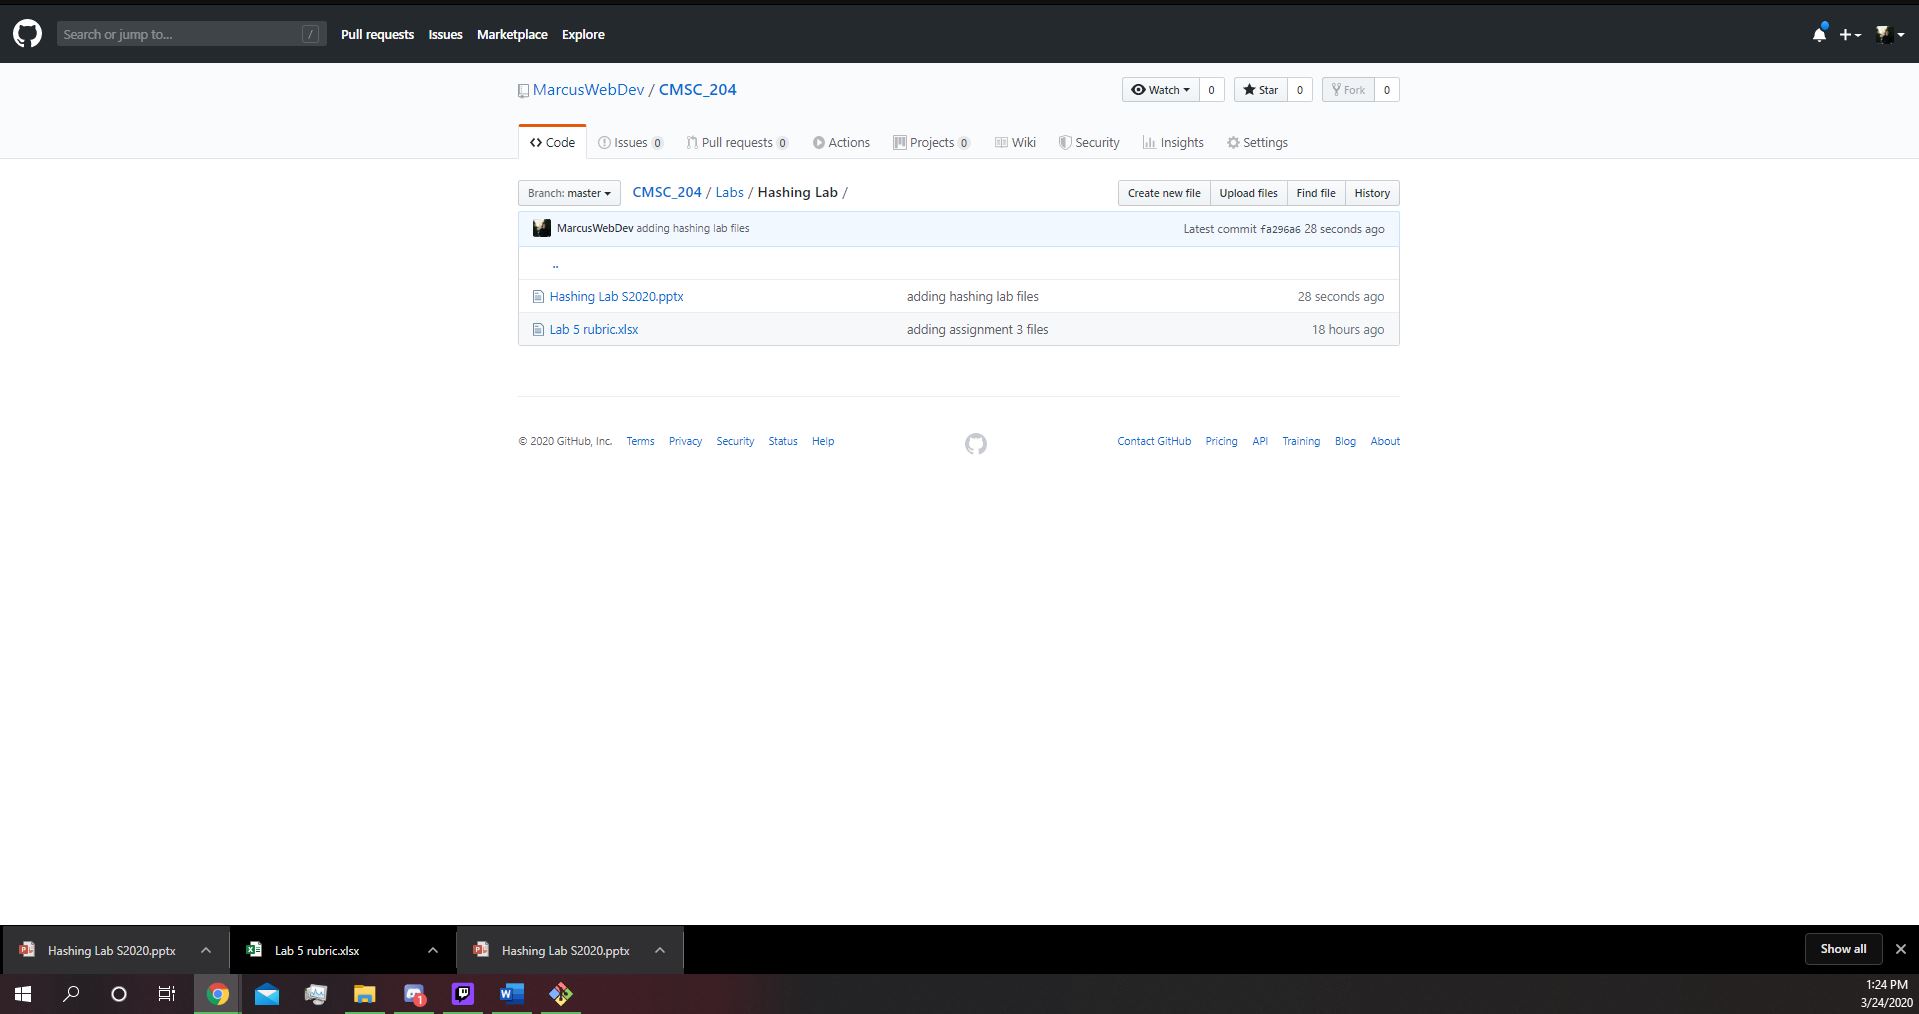 Search or jump to... /
Pull requests Issues Marketplace Explore
MarcusWebDev / CMSC_204
Watch 0 Star 0 Fork 0
Code Issues 0 Pull requests 0 Actions Projects 0 Wiki Security Insights Settings
Branch: master CMSC_204 / Labs / Hashing Lab /
Create new file Upload files Find file History
MarcusWebDev adding hashing lab files Latest commit fa296a6 28 seconds ago
..
Hashing Lab S2020.pptx adding hashing lab files 28 seconds ago
Lab 5 rubric.xlsx adding assignment 3 files 18 hours ago
© 2020 GitHub, Inc. Terms Privacy Security Status Help Contact GitHub Pricing API Training Blog About
Hashing Lab S2020.pptx Lab 5 rubric.xlsx Hashing Lab S2020.pptx Show all
1
1:24 PM
3/24/2020